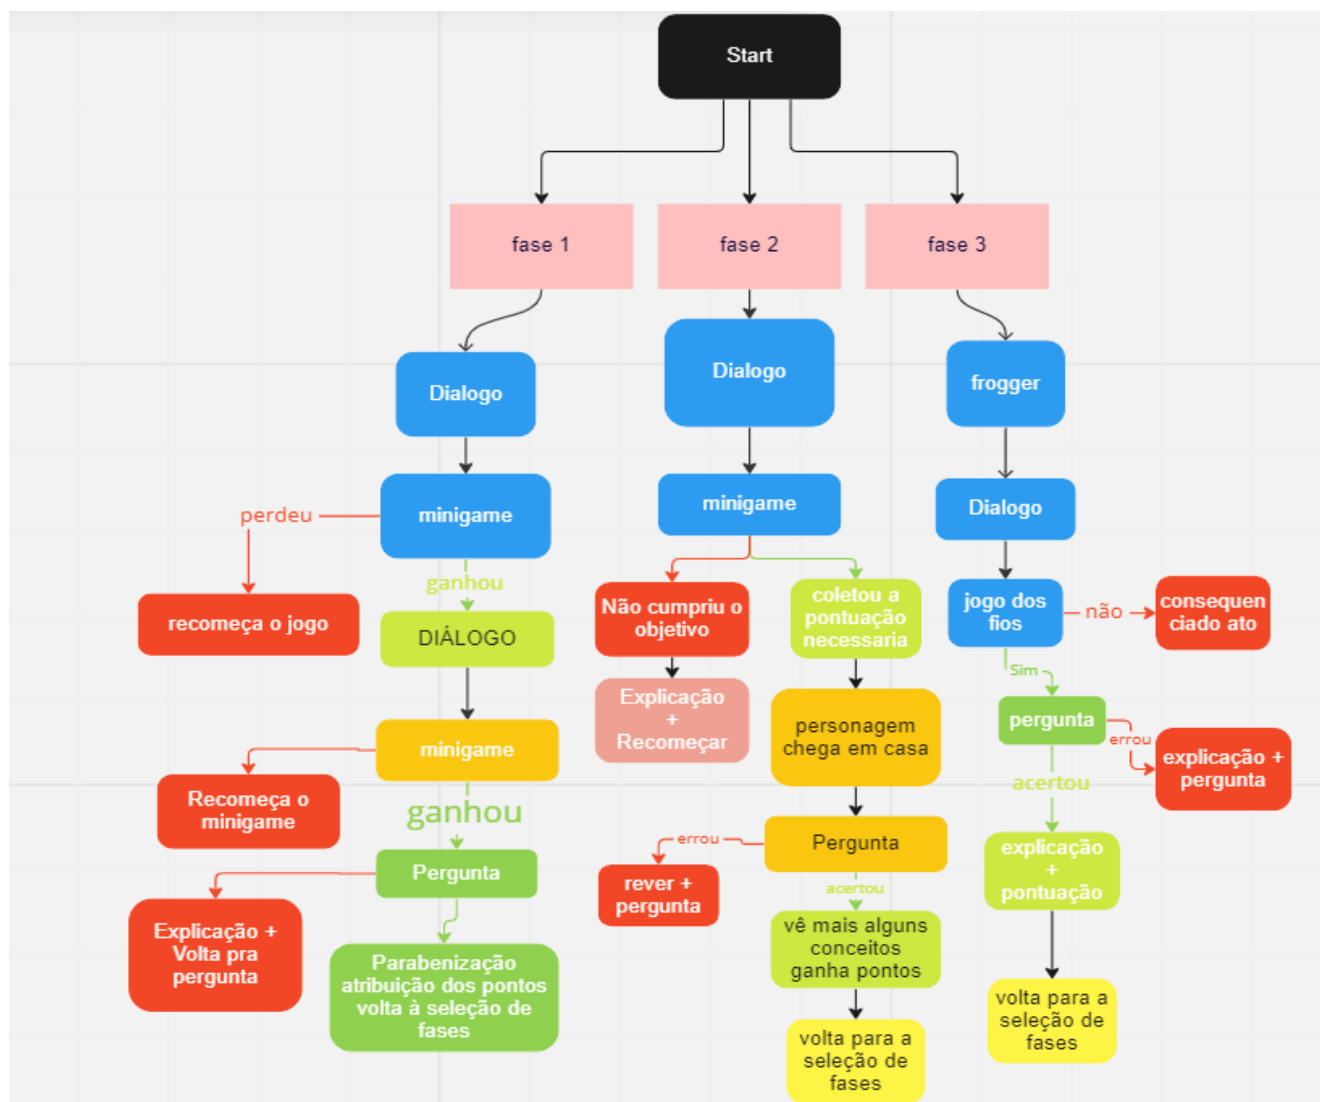 Start
fase 1
fase 2
fase 3
Dialogo
Dialogo
frogger
minigame
minigame
Dialogo
perdeu
ganhou
recomeça o jogo
DIÁLOGO
Não cumpriu o
objetivo
coletou a
pontuação
necessaria
jogo dos
fios
não
consequen
ciado ato
Explicação
+
Recomeçar
personagem
chega em casa
Sim
pergunta
errou
explicação +
pergunta
minigame
Recomeça o
minigame
ganhou
acertou
Pergunta
errou
rever +
pergunta
explicação
+
pontuação
Pergunta
acertou
Explicação +
Volta pra
pergunta
Parabenização
atribuição dos pontos
volta à seleção de
fases
vê mais alguns
conceitos
ganha pontos
volta para a
seleção de
fases
volta para a
seleção de
fases